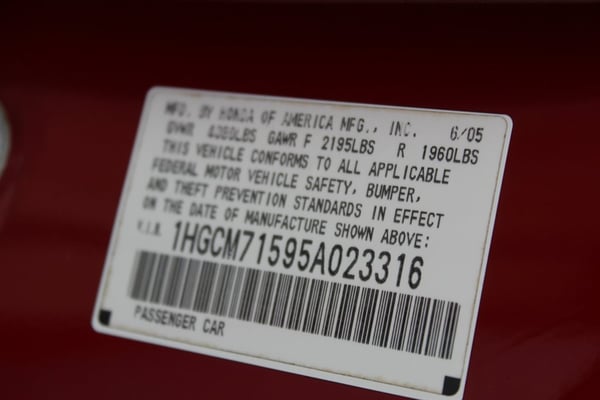 MFD. BY HONDA OF AMERICA MFG., INC. 6/05
GVWR LBS GAWR F 2195LBS R 1960LBS
THIS VEHICLE CONFORMS TO ALL APPLICABLE
FEDERAL MOTOR VEHICLE SAFETY, BUMPER,
AND THEFT PREVENTION STANDARDS IN EFFECT
ON THE DATE OF MANUFACTURE SHOWN ABOVE:
V.I.N. 1HGCM71595A023316
PASSENGER CAR